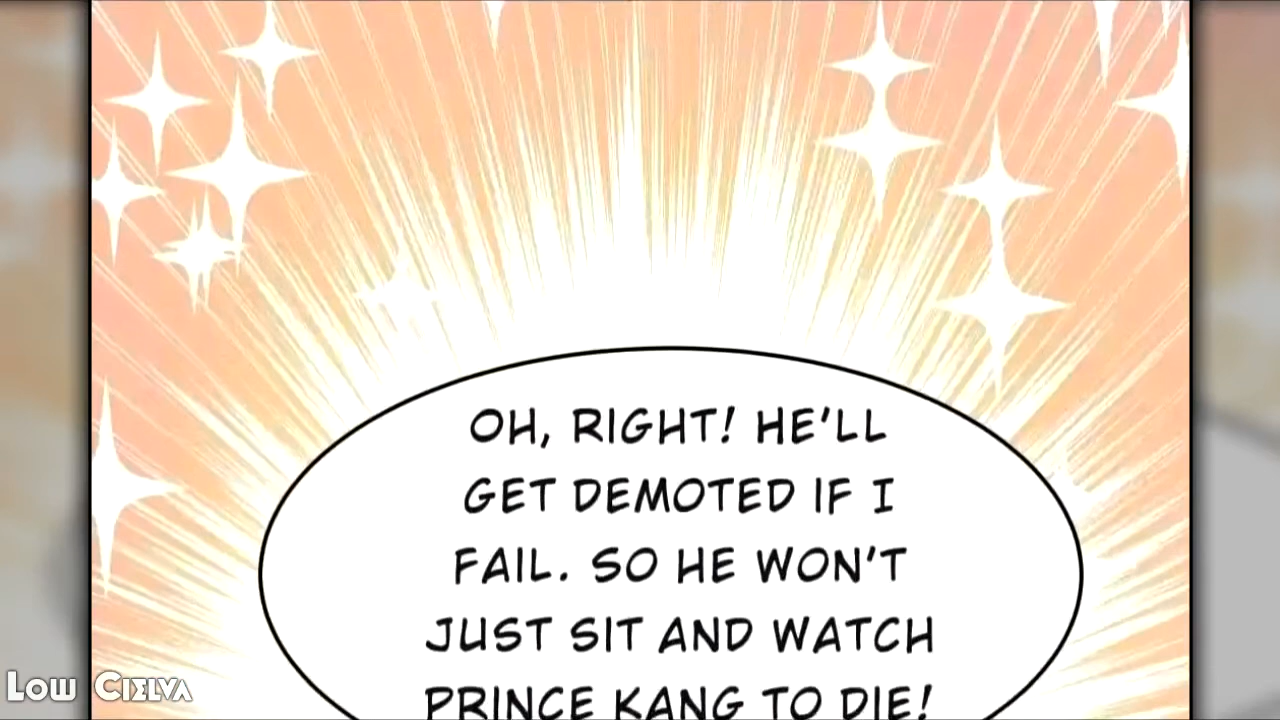 OH, RIGHT! HE'LL
GET DEMOTED IF I
FAIL. SO HE WON'T
JUST SIT AND WATCH
PRINCE KANG TO DIE!
Low Cielva